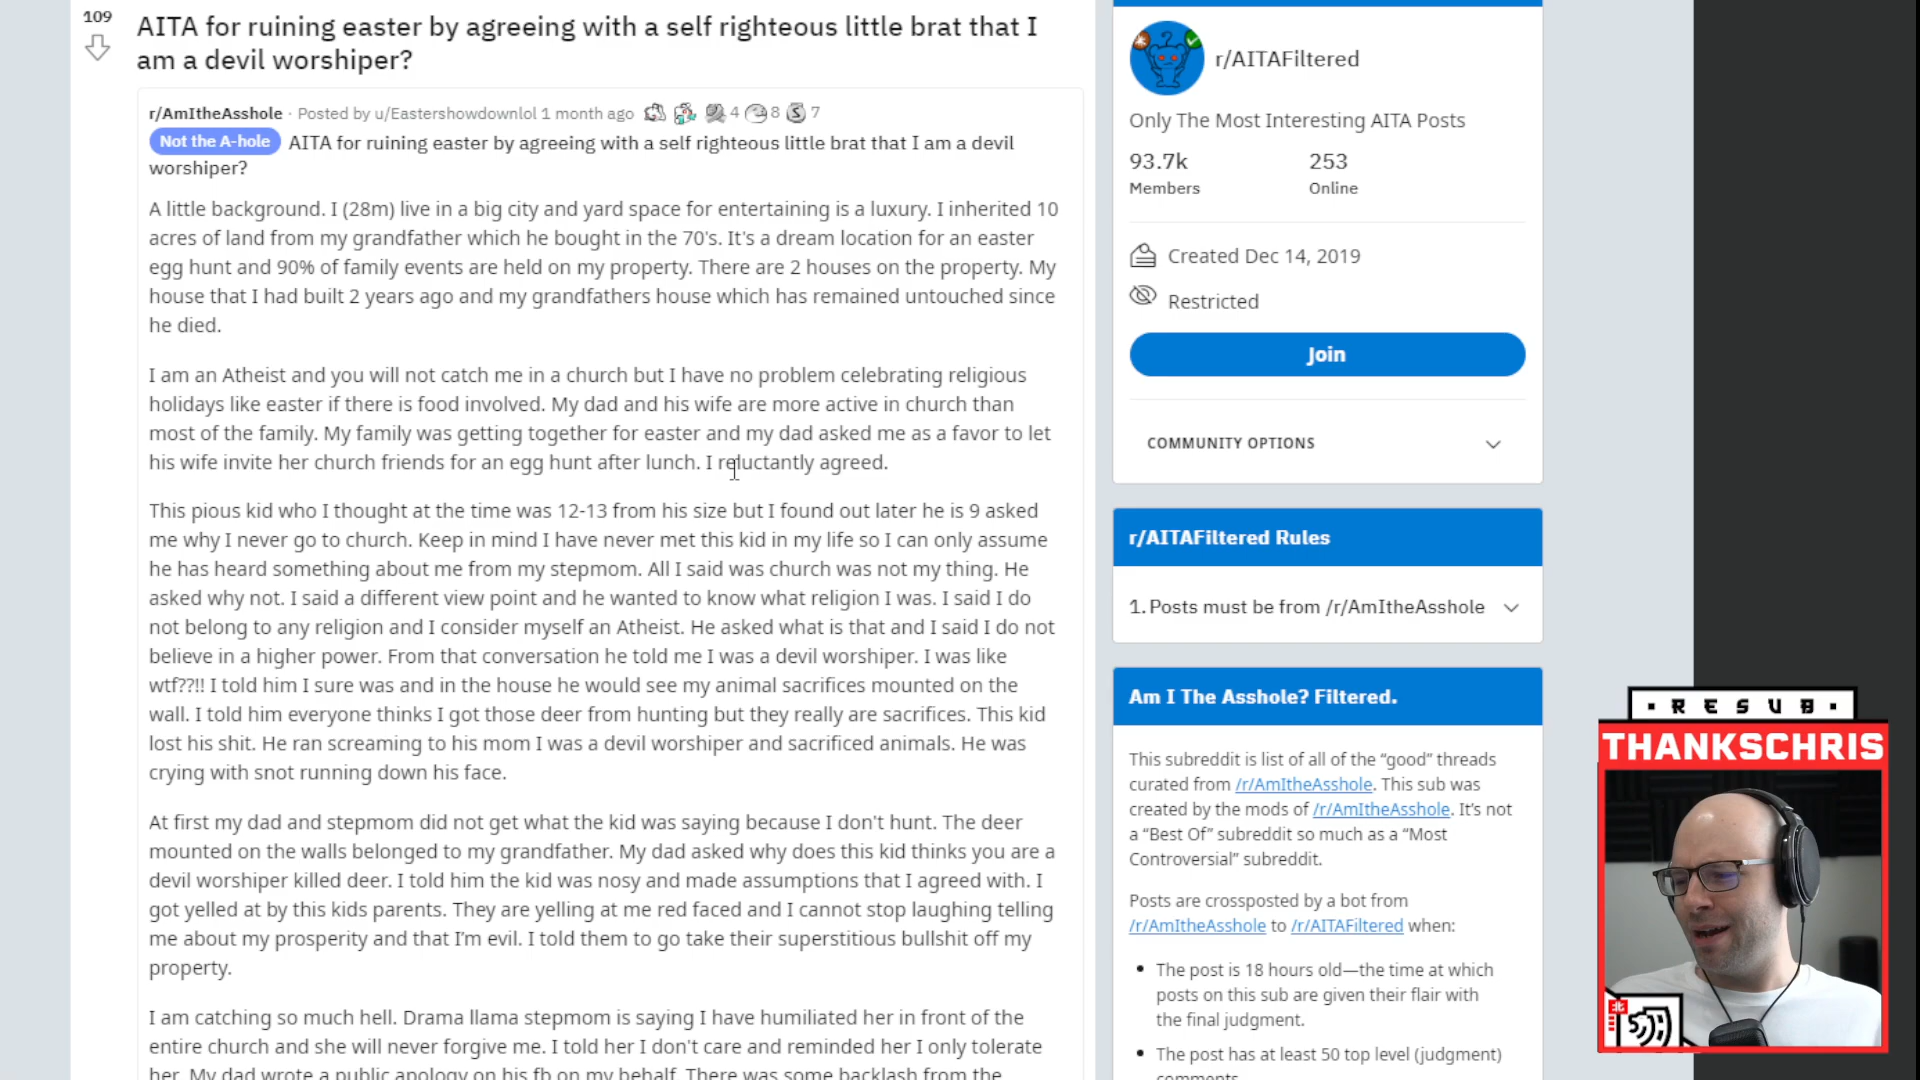 109
AITA for ruining easter by agreeing with a self righteous little brat that I
am a devil worshiper?
r/AmItheAsshole · Posted by u/Eastershowdownlol 1 month ago 4 8 7
Not the A-hole AITA for ruining easter by agreeing with a self righteous little brat that I am a devil
worshiper?
A little background. I (28m) live in a big city and yard space for entertaining is a luxury. I inherited 10
acres of land from my grandfather which he bought in the 70's. It's a dream location for an easter
egg hunt and 90% of family events are held on my property. There are 2 houses on the property. My
house that I had built 2 years ago and my grandfathers house which has remained untouched since
he died.
I am an Atheist and you will not catch me in a church but I have no problem celebrating religious
holidays like easter if there is food involved. My dad and his wife are more active in church than
most of the family. My family was getting together for easter and my dad asked me as a favor to let
his wife invite her church friends for an egg hunt after lunch. I reluctantly agreed.
This pious kid who I thought at the time was 12-13 from his size but I found out later he is 9 asked
me why I never go to church. Keep in mind I have never met this kid in my life so I can only assume
he has heard something about me from my stepmom. All I said was church was not my thing. He
asked why not. I said a different view point and he wanted to know what religion I was. I said I do
not belong to any religion and I consider myself an Atheist. He asked what is that and I said I do not
believe in a higher power. From that conversation he told me I was a devil worshiper. I was like
wtf??!! I told him I sure was and in the house he would see my animal sacrifices mounted on the
wall. I told him everyone thinks I got those deer from hunting but they really are sacrifices. This kid
lost his shit. He ran screaming to his mom I was a devil worshiper and sacrificed animals. He was
crying with snot running down his face.
At first my dad and stepmom did not get what the kid was saying because I don't hunt. The deer
mounted on the walls belonged to my grandfather. My dad asked why does this kid thinks you are a
devil worshiper killed deer. I told him the kid was nosy and made assumptions that I agreed with. I
got yelled at by this kids parents. They are yelling at me red faced and I cannot stop laughing telling
me about my prosperity and that I'm evil. I told them to go take their superstitious bullshit off my
property.
I am catching so much hell. Drama llama stepmom is saying I have humiliated her in front of the
entire church and she will never forgive me. I told her I don't care and reminded her I only tolerate
her. My dad wrote a public apology on his fb on my behalf. There was some backlash from the
r/AITAFiltered
Only The Most Interesting AITA Posts
93.7k 253
Members Online
Created Dec 14, 2019
Restricted
Join
COMMUNITY OPTIONS
r/AITAFiltered Rules
1. Posts must be from /r/AmItheAsshole
Am I The Asshole? Filtered.
This subreddit is list of all of the “good” threads
curated from /r/AmItheAsshole. This sub was
created by the mods of /r/AmItheAsshole. It’s not
a “Best Of” subreddit so much as a “Most
Controversial” subreddit.
Posts are crossposted by a bot from
/r/AmItheAsshole to /r/AITAFiltered when:
The post is 18 hours old—the time at which
posts on this sub are given their flair with
the final judgment.
The post has at least 50 top level (judgment)
comments
· RESUB ·
THANKSCHRIS